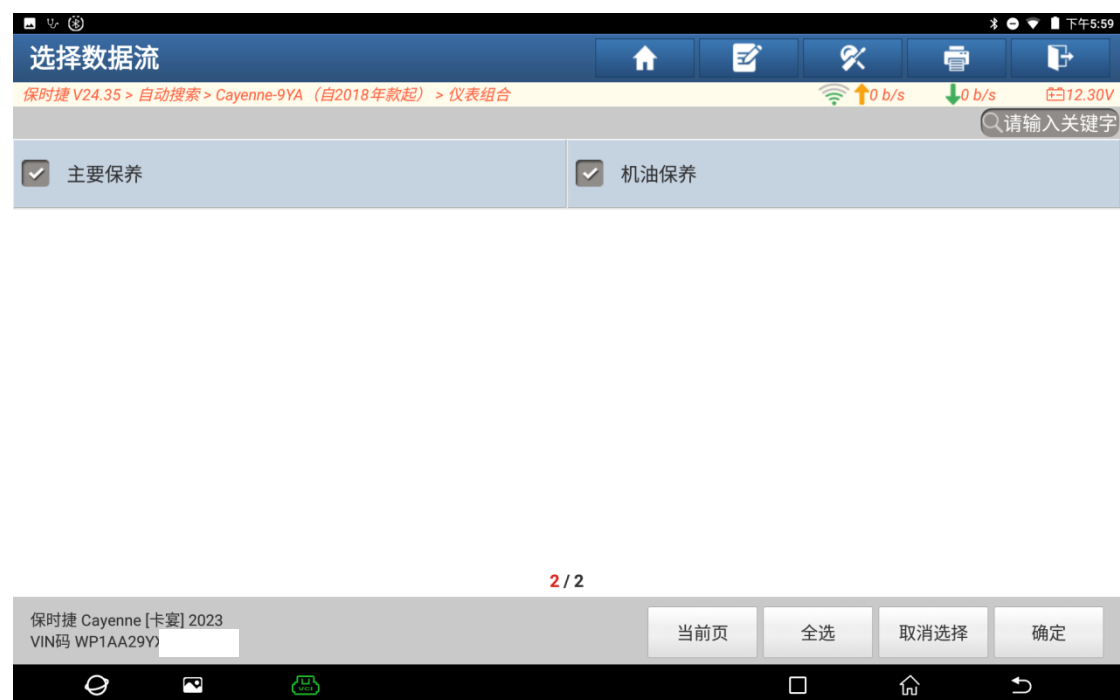 下午5:59
选择数据流
保时捷 V24.35 > 自动搜索 > Cayenne-9YA（自2018年款起） > 仪表组合
0 b/s 0 b/s 12.30V
请输入关键字
主要保养 机油保养
2 / 2
保时捷 Cayenne [卡宴] 2023
VIN码 WP1AA29Y
当前页 全选 取消选择 确定
VCI